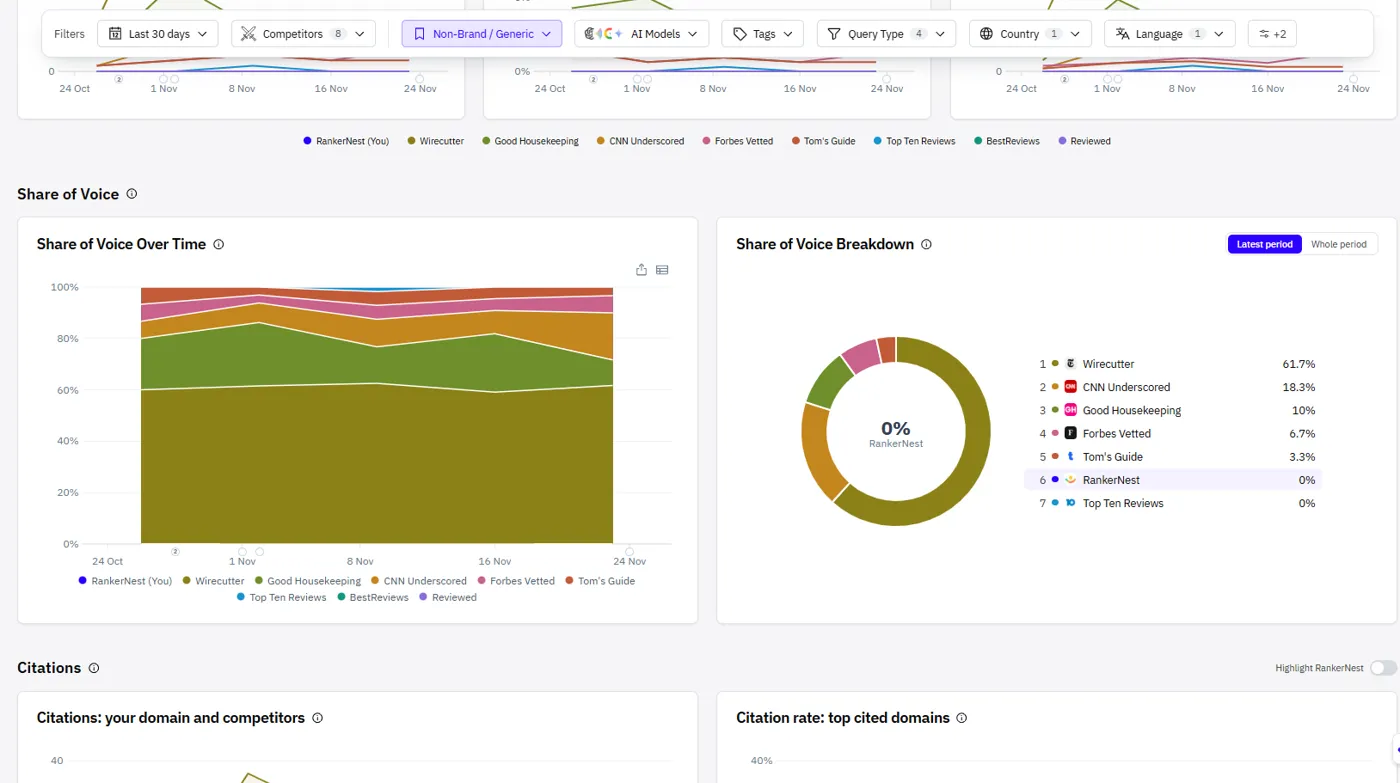 Filters Last 30 days Competitors 8 Non-Brand / Generic AI Models Tags Query Type 4 Country 1 Language 1 +2
0 0% 0
2 2 2
24 Oct 1 Nov 8 Nov 16 Nov 24 Nov 24 Oct 1 Nov 8 Nov 16 Nov 24 Nov 24 Oct 1 Nov 8 Nov 16 Nov 24 Nov
RankerNest (You) Wirecutter Good Housekeeping CNN Underscored Forbes Vetted Tom's Guide Top Ten Reviews BestReviews Reviewed
Share of Voice
Share of Voice Over Time
100%
80%
60%
40%
20%
0%
2
24 Oct 1 Nov 8 Nov 16 Nov 24 Nov
RankerNest (You) Wirecutter Good Housekeeping CNN Underscored Forbes Vetted Tom's Guide
Top Ten Reviews BestReviews Reviewed
Share of Voice Breakdown
Latest period Whole period
0%
RankerNest
1 Wirecutter 61.7%
2 CNN CNN Underscored 18.3%
3 GH Good Housekeeping 10%
4 F Forbes Vetted 6.7%
5 t Tom's Guide 3.3%
6 RankerNest 0%
7 10 Top Ten Reviews 0%
Citations
Highlight RankerNest
Citations: your domain and competitors
40
Citation rate: top cited domains
40%